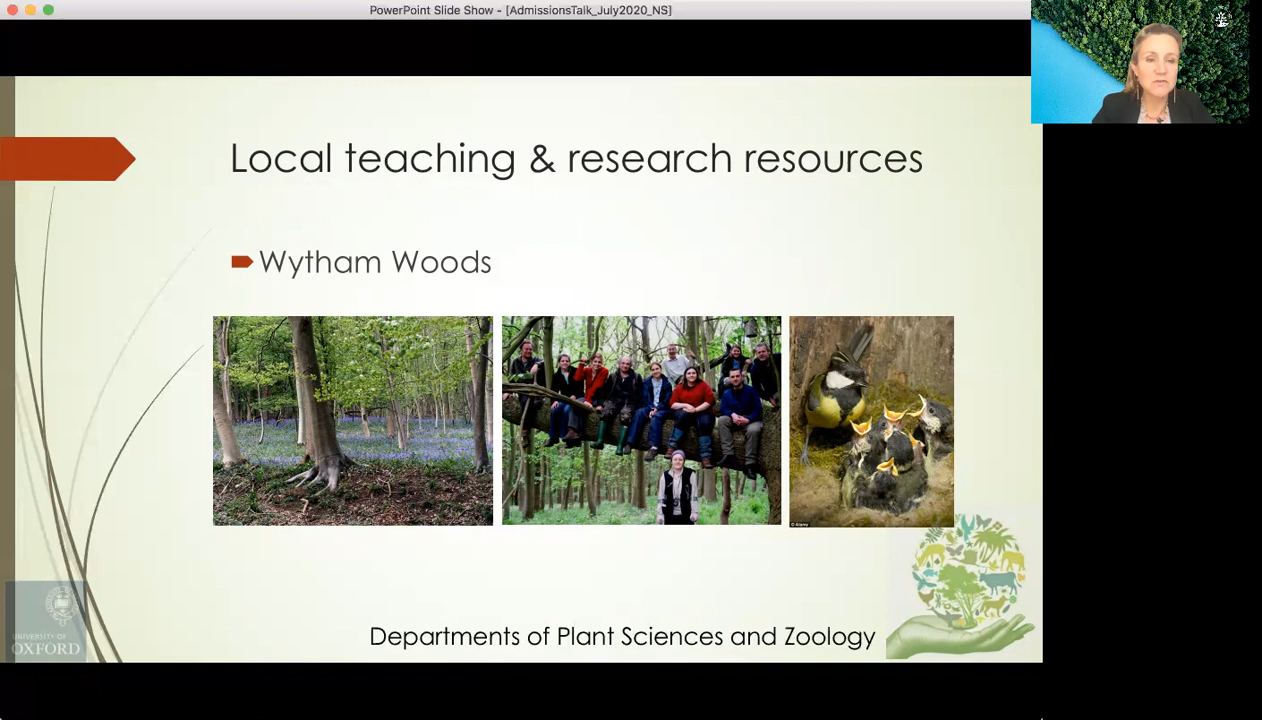 PowerPoint Slide Show - [AdmissionsTalk_July2020_NS]
Local teaching & research resources
Wytham Woods
© Alamy
UNIVERSITY OF
OXFORD
Departments of Plant Sciences and Zoology